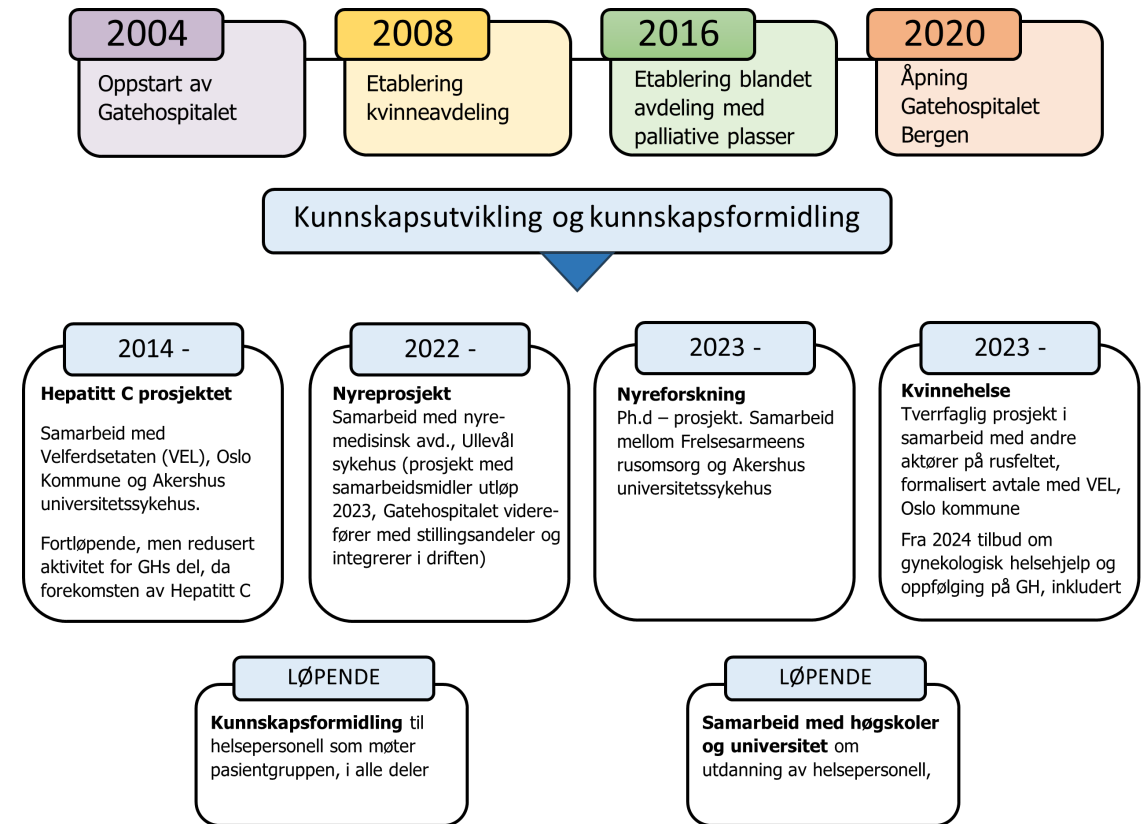 2004
Oppstart av
Gatehospitalet
2008
Etablering
kvinneavdeling
2016
Etablering blandet
avdeling med
palliative plasser
2020
Åpning
Gatehospitalet
Bergen
Kunnskapsutvikling og kunnskapsformidling
2014 -
Hepatitt C prosjektet
Samarbeid med
Velferdsetaten (VEL), Oslo
Kommune og Akershus
universitetssykehus.
Fortløpende, men redusert
aktivitet for GHs del, da
forekomsten av Hepatitt C
2022 -
Nyreprosjekt
Samarbeid med nyre-
medisinsk avd., Ullevål
sykehus (prosjekt med
samarbeidsmidler utløp
2023, Gatehospitalet videre-
fører med stillingsandeler og
integrerer i driften)
2023 -
Nyreforskning
Ph.d – prosjekt. Samarbeid
mellom Frelsesarmeens
rusomsorg og Akershus
universitetssykehus
2023 -
Kvinnehelse
Tverrfaglig prosjekt i
samarbeid med andre
aktører på rusfeltet,
formalisert avtale med VEL,
Oslo kommune
Fra 2024 tilbud om
gynekologisk helsehjelp og
oppfølging på GH, inkludert
LØPENDE
Kunnskapsformidling til
helsepersonell som møter
pasientgruppen, i alle deler
LØPENDE
Samarbeid med høgskoler
og universitet om
utdanning av helsepersonell,